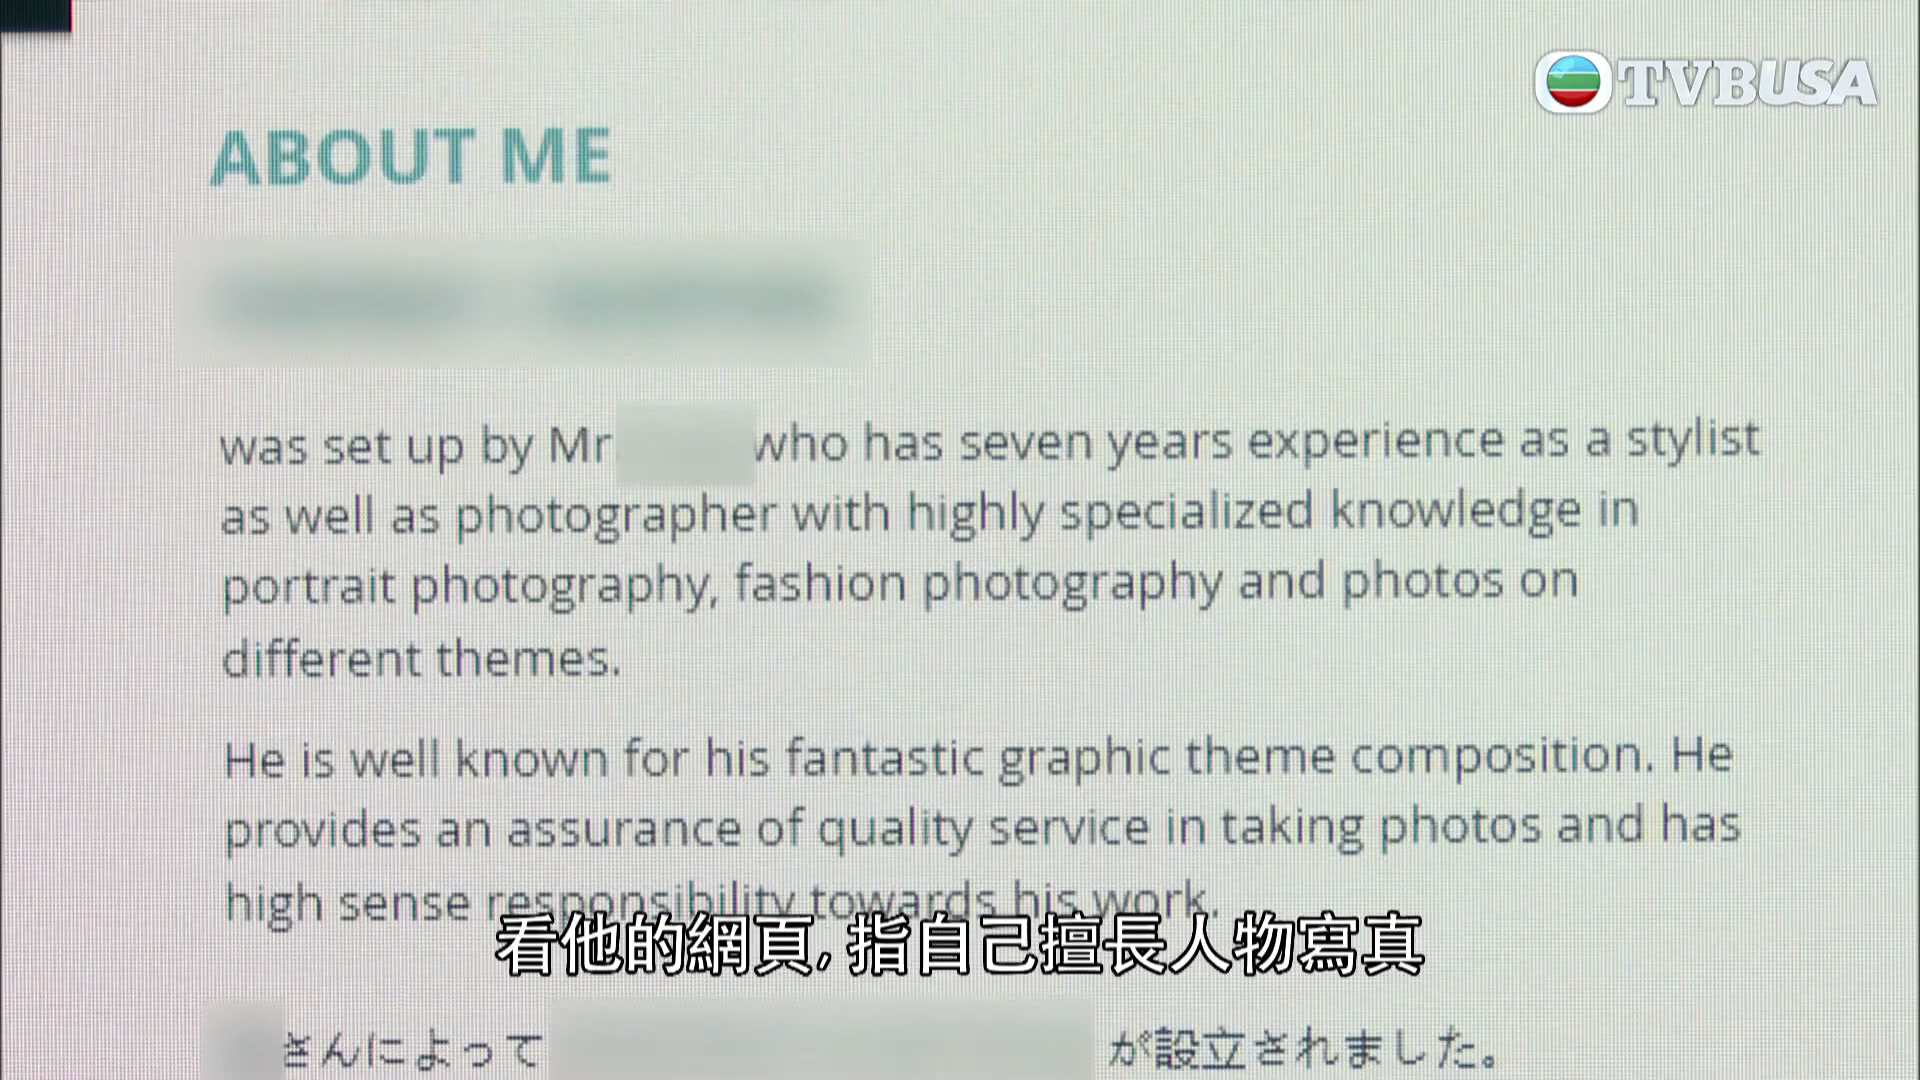 TVBUSA
ABOUT ME
was set up by Mr who has seven years experience as a stylist
as well as photographer with highly specialized knowledge in
portrait photography, fashion photography and photos on
different themes.
He is well known for his fantastic graphic theme composition. He
provides an assurance of quality service in taking photos and has
high sense responsibility towards his work.
看他的網頁, 指自己擅長人物寫真
さんによって が設立されました。